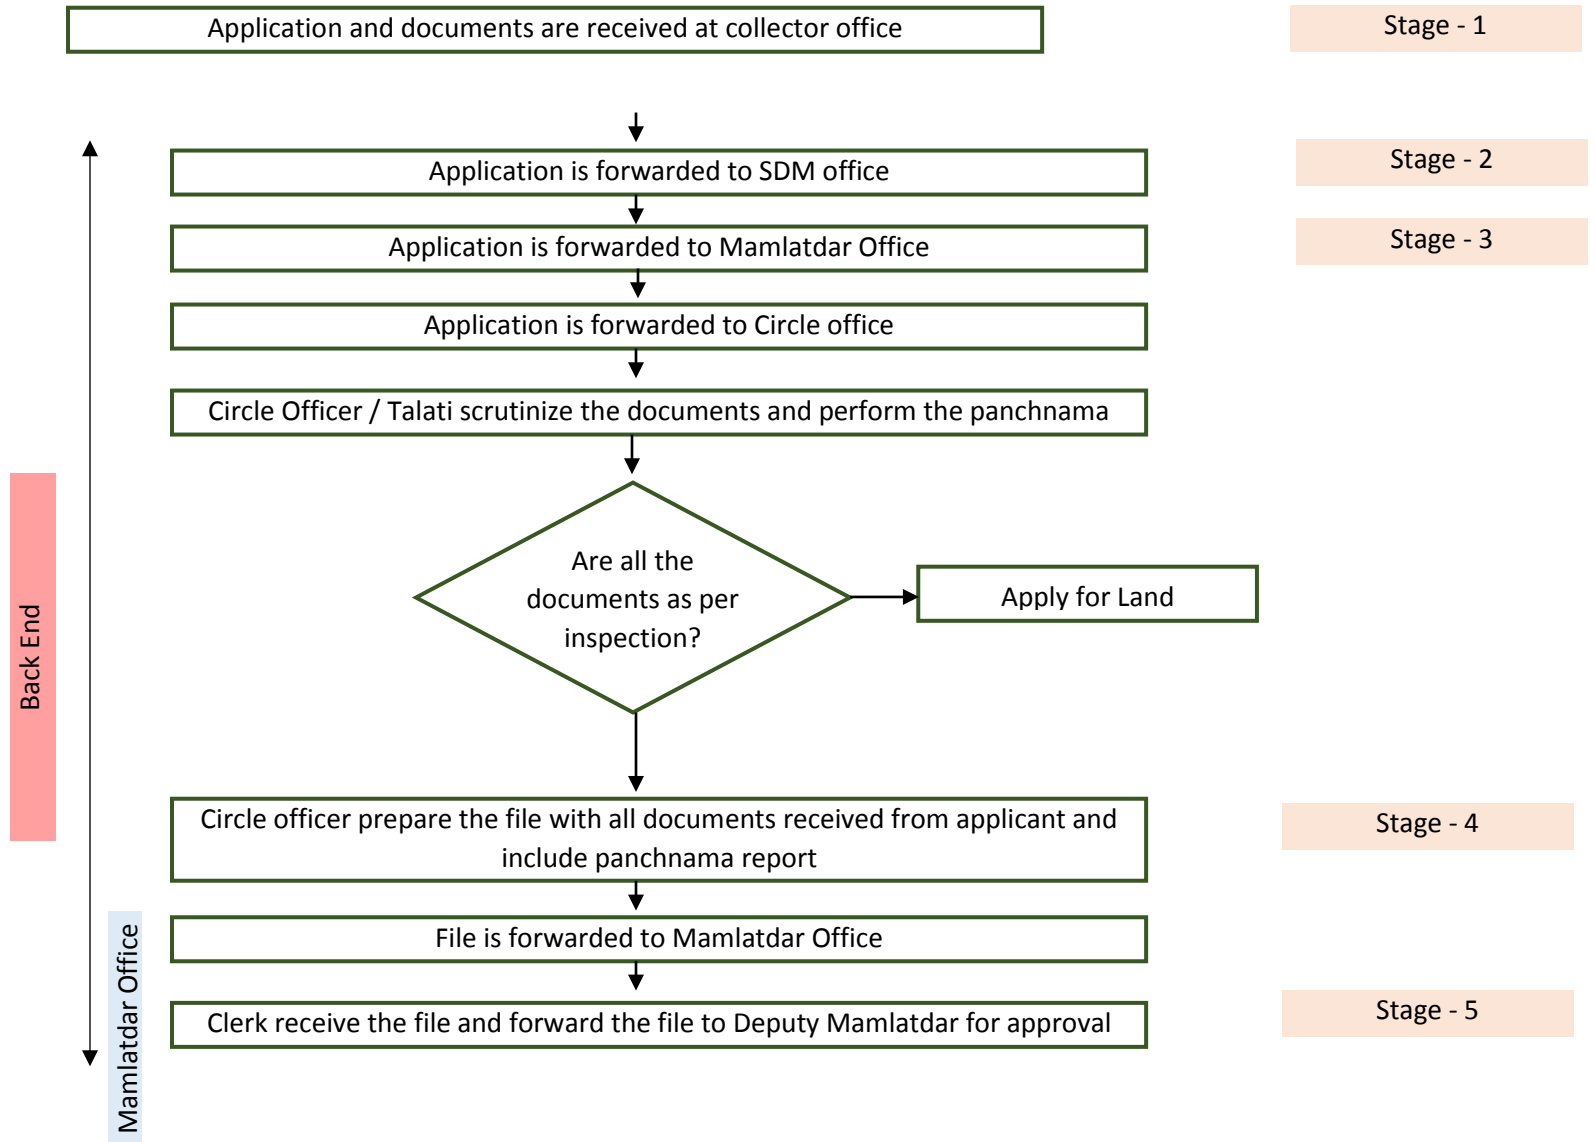 Application and documents are received at collector office
Stage - 1
Application is forwarded to SDM office
Stage - 2
Application is forwarded to Mamlatdar Office
Stage - 3
Application is forwarded to Circle office
Circle Officer / Talati scrutinize the documents and perform the panchnama
Are all the
documents as per
inspection?
Apply for Land
Back End
Circle officer prepare the file with all documents received from applicant and
include panchnama report
Stage - 4
File is forwarded to Mamlatdar Office
Mamlatdar Office
Clerk receive the file and forward the file to Deputy Mamlatdar for approval
Stage - 5